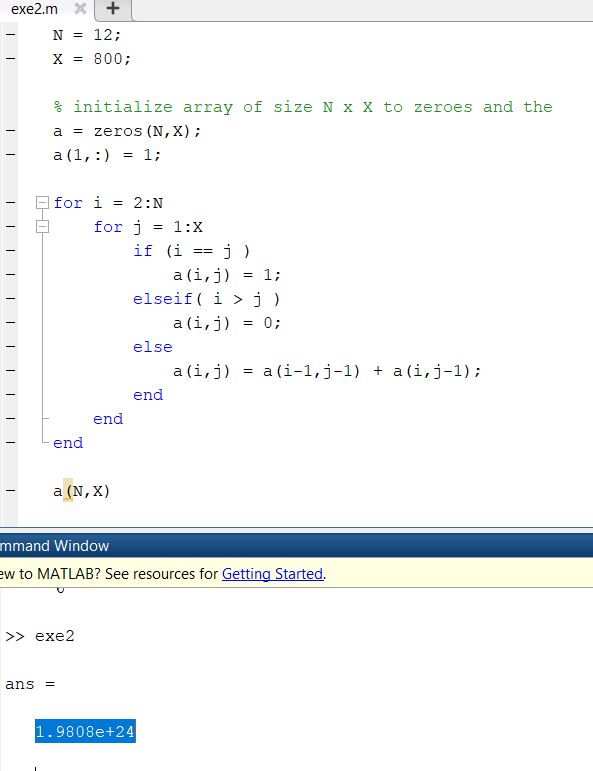 exe2.m
N = 12;
X = 800;
% initialize array of size N x X to zeroes and the
a = zeros(N,X);
a(1,:) = 1;
for i = 2:N
for j = 1:X
if (i == j )
a(i,j) = 1;
elseif( i > j )
a(i,j) = 0;
else
a(i,j) = a(i-1,j-1) + a(i,j-1);
end
end
end
a(N,X)
mmand Window
ew to MATLAB? See resources for Getting Started.
>> exe2
ans =
1.9808e+24